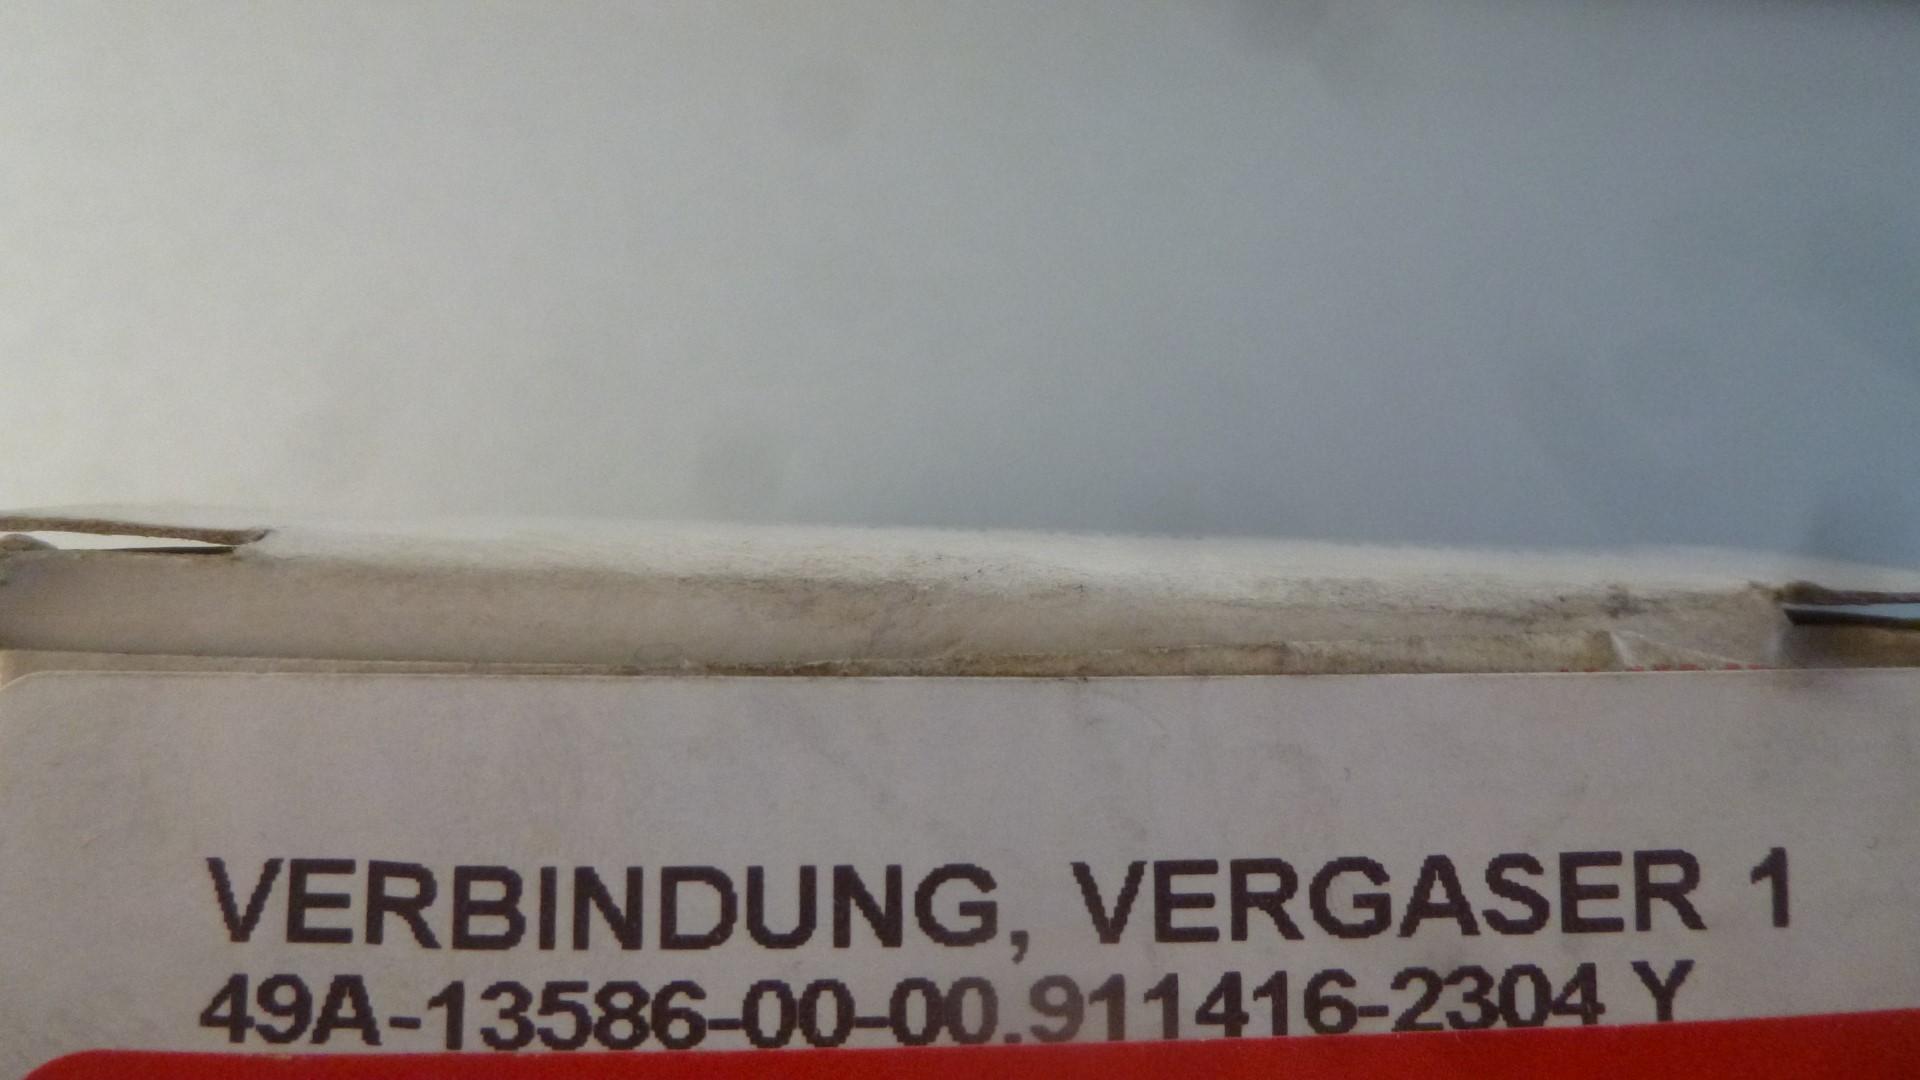 VERBINDUNG, VERGASER 1
49A-13586-00-00.911416-2304 Y